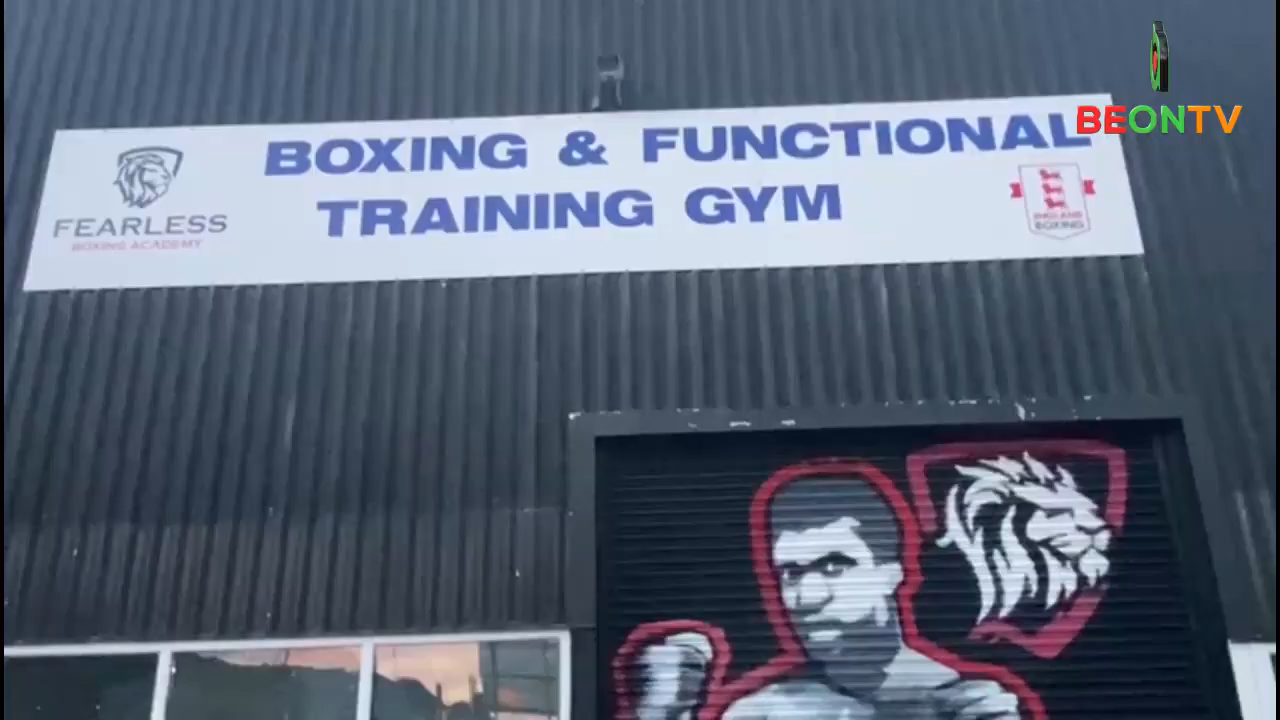 BEONTV
BOXING & FUNCTIONAL
TRAINING GYM
FEARLESS
BOXING ACADEMY
ENGLAND
BOXING